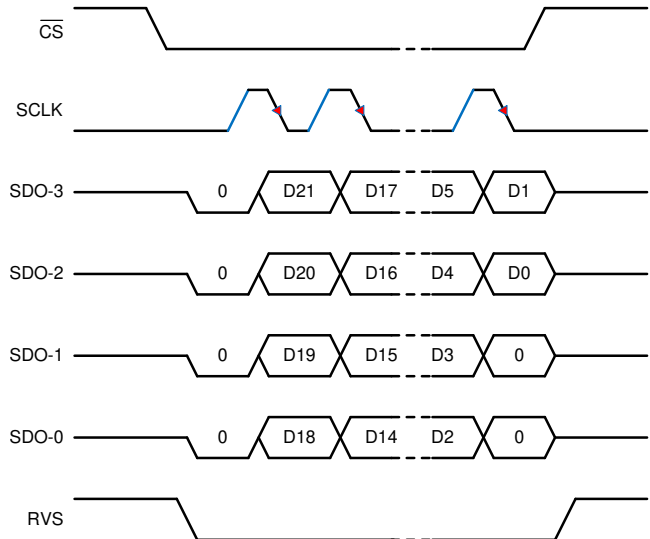 CS
SCLK
SDO-3 0 D21 D17 D5 D1
SDO-2 0 D20 D16 D4 D0
SDO-1 0 D19 D15 D3 0
SDO-0 0 D18 D14 D2 0
RVS